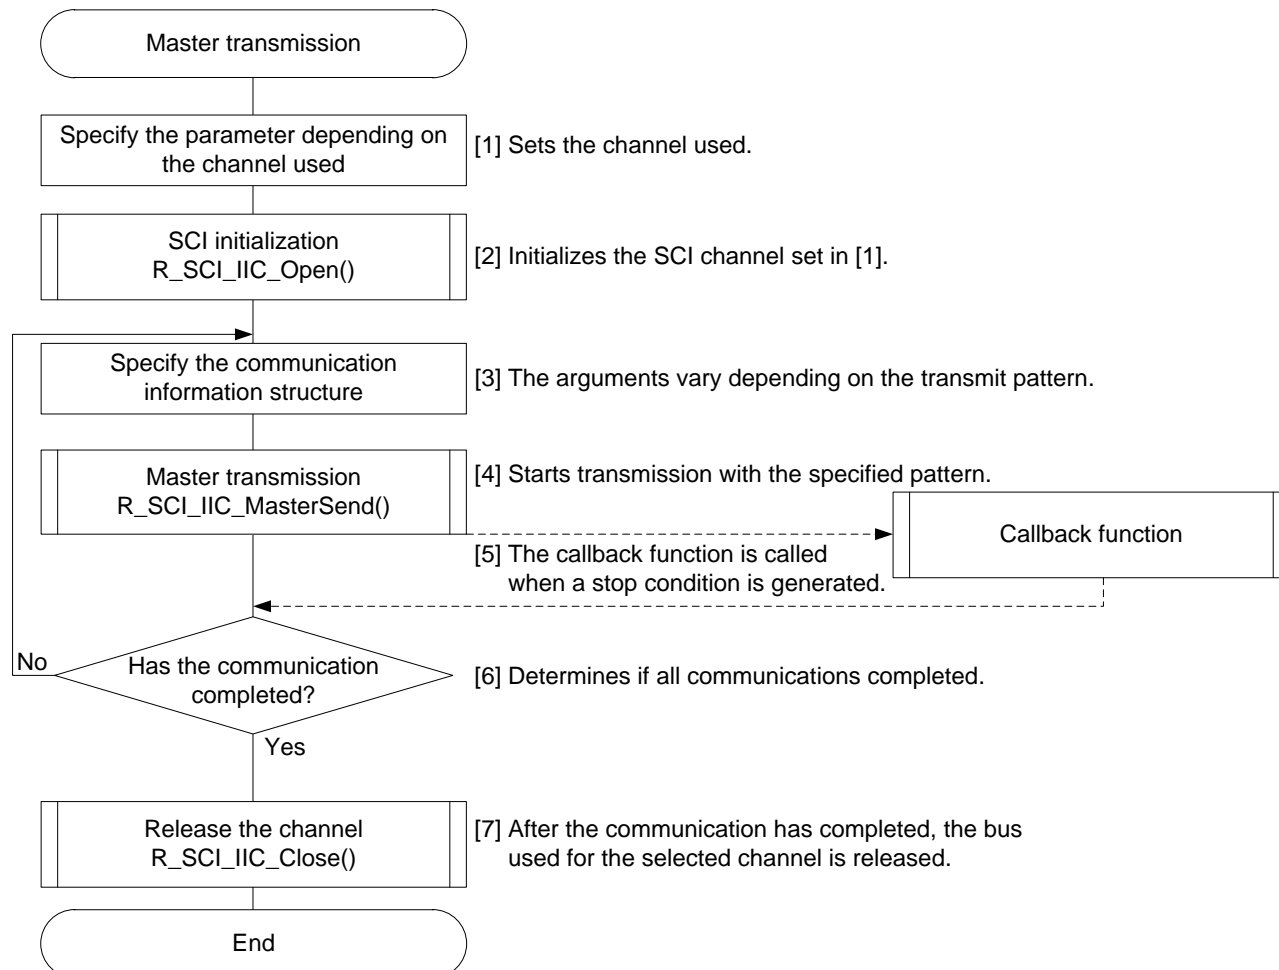 Master transmission
Specify the parameter depending on
the channel used
[1] Sets the channel used.
SCI initialization
R_SCI_IIC_Open()
[2] Initializes the SCI channel set in [1].
Specify the communication
information structure
[3] The arguments vary depending on the transmit pattern.
Master transmission
R_SCI_IIC_MasterSend()
[4] Starts transmission with the specified pattern.
Callback function
[5] The callback function is called
when a stop condition is generated.
No
Has the communication
completed?
[6] Determines if all communications completed.
Yes
Release the channel
R_SCI_IIC_Close()
[7] After the communication has completed, the bus
used for the selected channel is released.
End